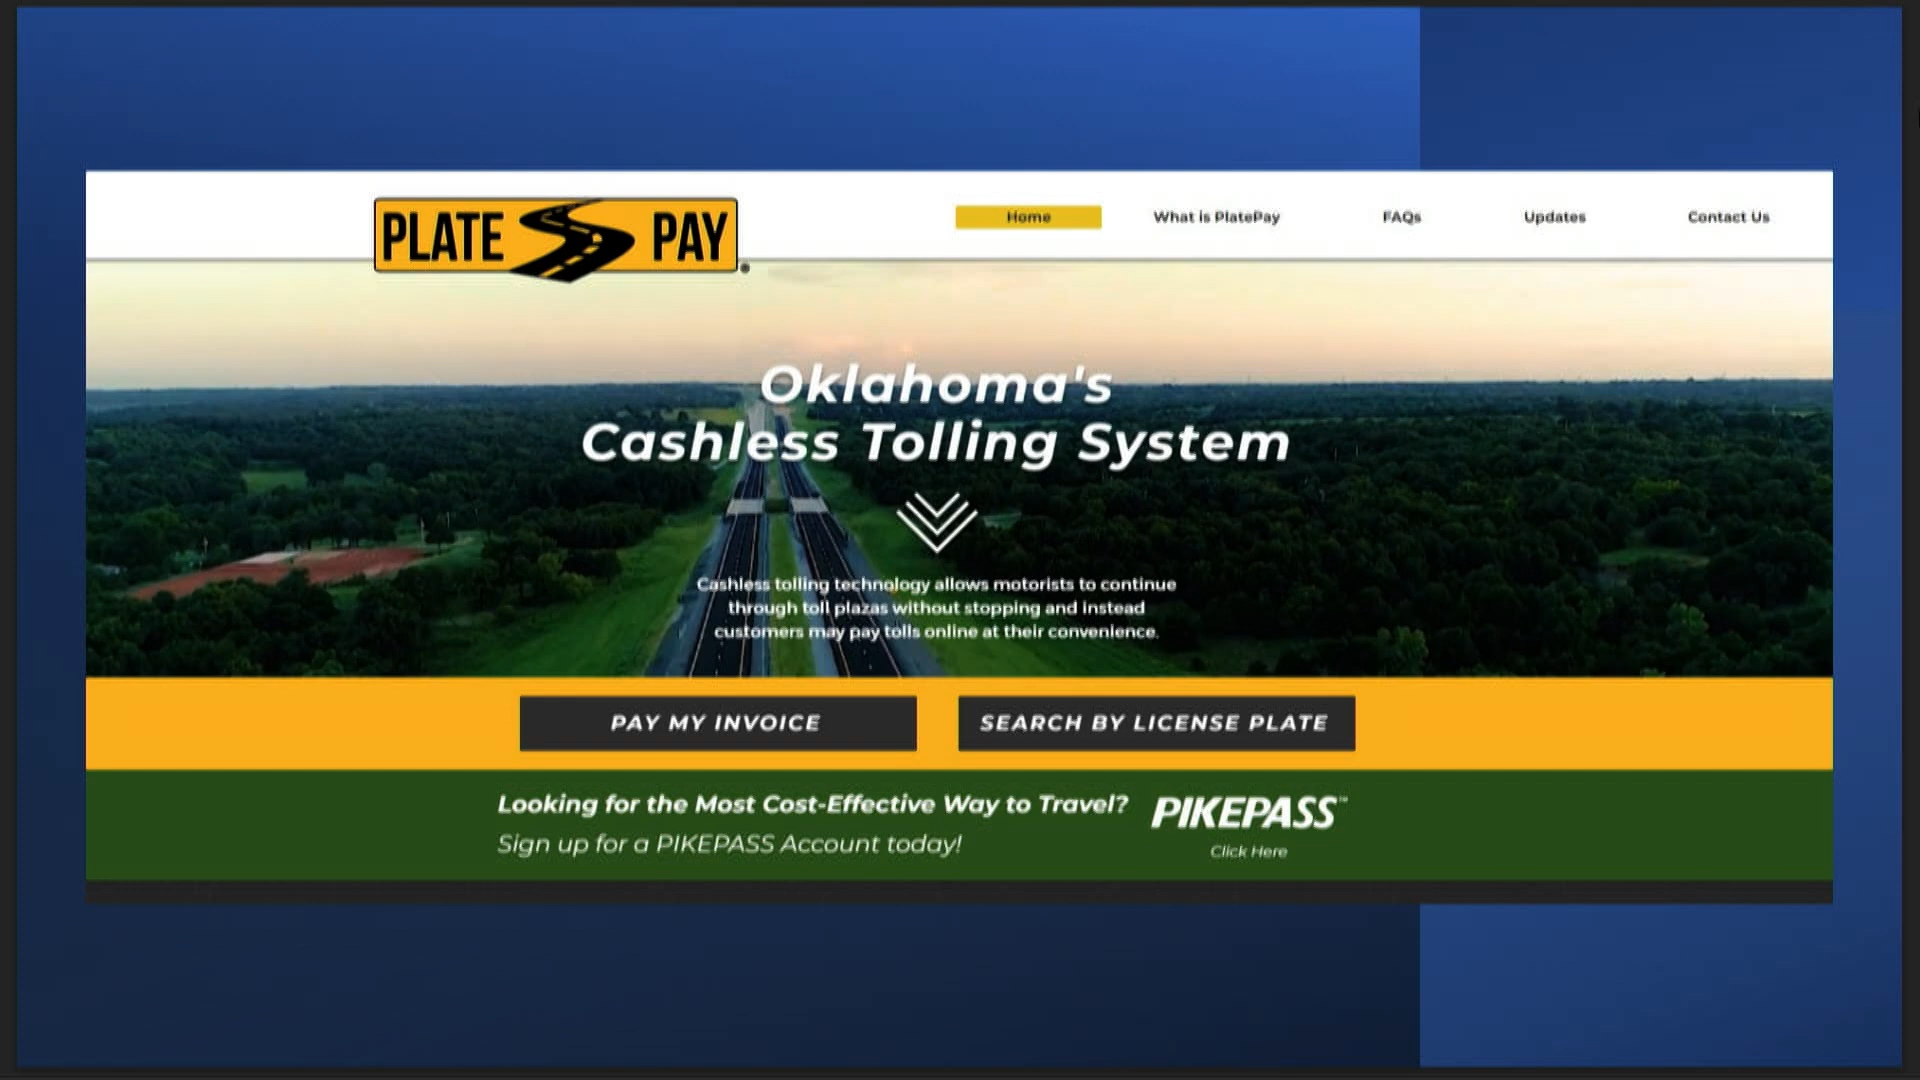 PLATE PAY
Home
What is PlatePay
FAQs
Updates
Contact Us
Oklahoma's
Cashless Tolling System
Cashless tolling technology allows motorists to continue
through toll plazas without stopping and instead
customers may pay tolls online at their convenience.
PAY MY INVOICE
SEARCH BY LICENSE PLATE
Looking for the Most Cost-Effective Way to Travel?
Sign up for a PIKEPASS Account today!
PIKEPASS™
Click Here